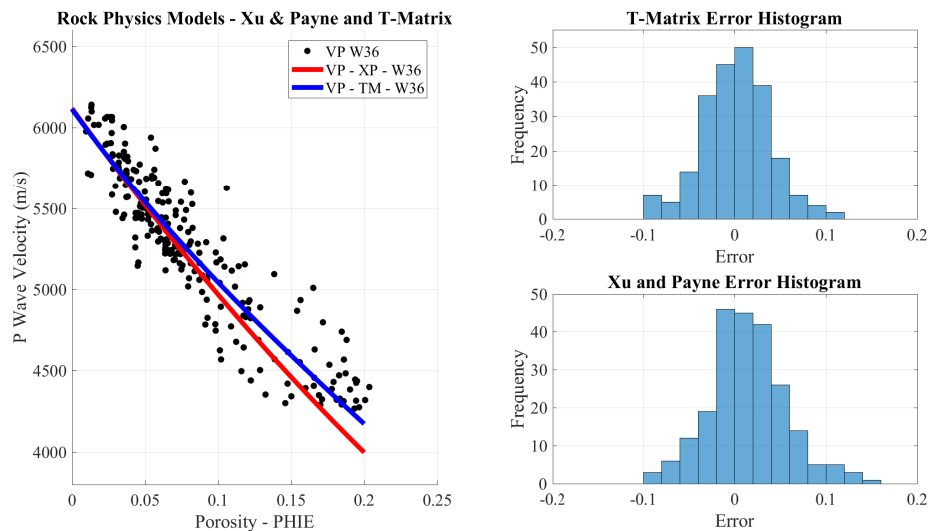 Rock Physics Models - Xu & Payne and T-Matrix
6500
6000
5500
5000
4500
4000
0
0.05
0.1
0.15
0.2
0.25
P Wave Velocity (m/s)
Porosity - PHIE
VP W36
VP - XP - W36
VP - TM - W36
T-Matrix Error Histogram
50
40
30
20
10
0
-0.2
-0.1
0
0.1
0.2
Frequency
Error
Xu and Payne Error Histogram
50
40
30
20
10
0
-0.2
-0.1
0
0.1
0.2
Frequency
Error